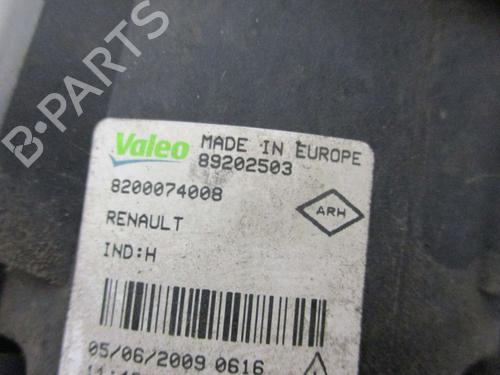 Valeo MADE IN EUROPE
89202503
8200074008
RENAULT
ARH
IND:H
05/06/2009 0616
B-PARTS